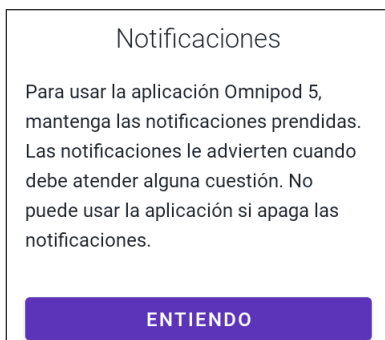 Notificaciones
Para usar la aplicación Omnipod 5,
mantenga las notificaciones prendidas.
Las notificaciones le advierten cuando
debe atender alguna cuestión. No
puede usar la aplicación si apaga las
notificaciones.
ENTIENDO